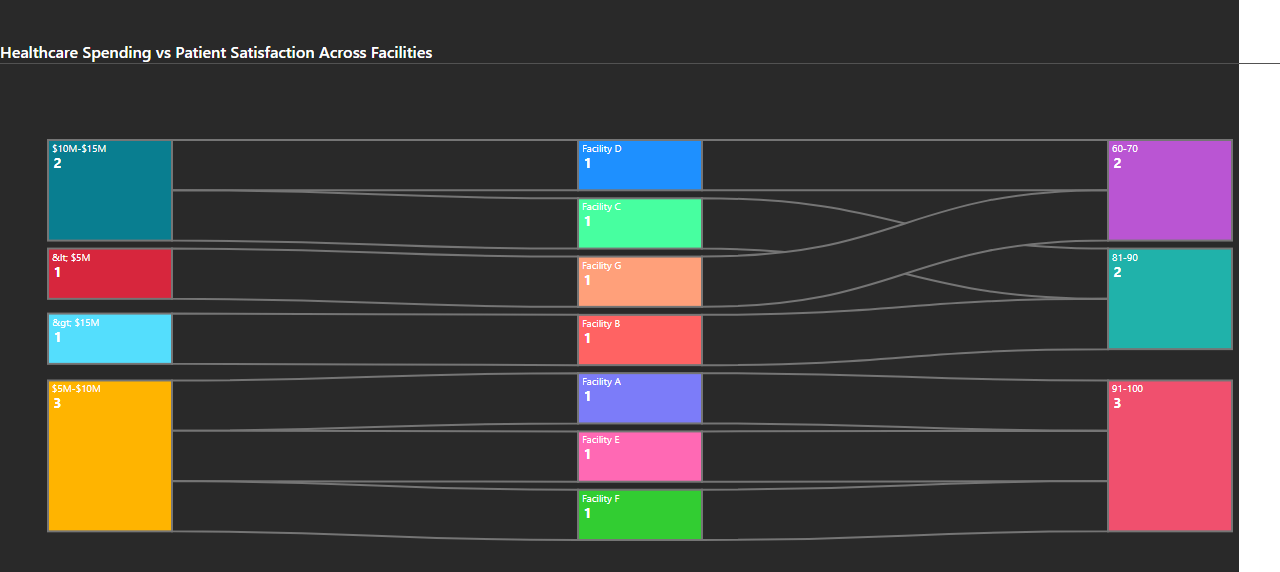 Healthcare Spending vs Patient Satisfaction Across Facilities
$10M-$15M
2
&lt; $5M
1
&gt; $15M
1
$5M-$10M
3
Facility D
1
Facility C
1
Facility G
1
Facility B
1
Facility A
1
Facility E
1
Facility F
1
60-70
2
81-90
2
91-100
3